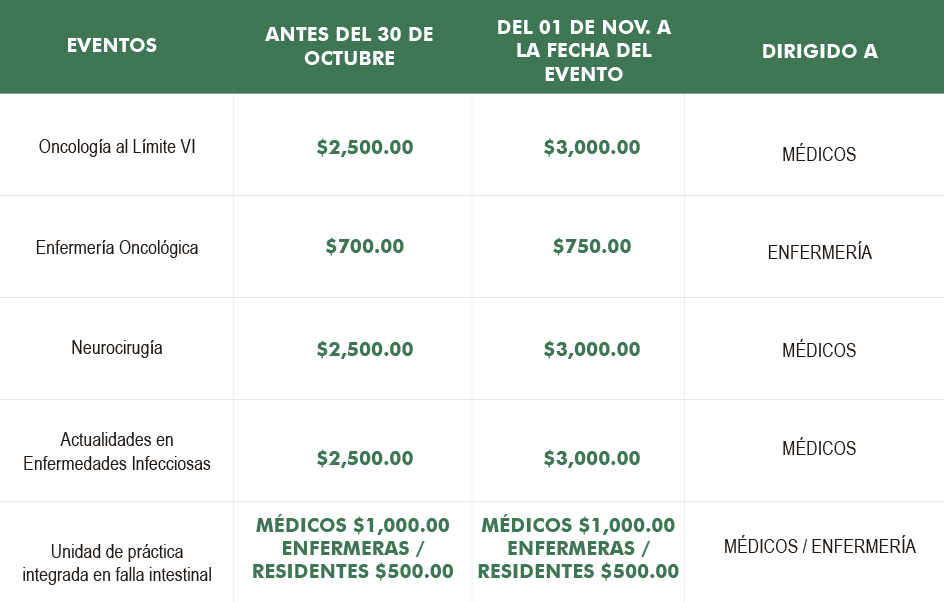 EVENTOS
ANTES DEL 30 DE
OCTUBRE
DEL 01 DE NOV. A
LA FECHA DEL
EVENTO
DIRIGIDO A
Oncología al Límite VI
$2,500.00
$3,000.00
MÉDICOS
Enfermería Oncológica
$700.00
$750.00
ENFERMERÍA
Neurocirugía
$2,500.00
$3,000.00
MÉDICOS
Actualidades en
Enfermedades Infecciosas
$2,500.00
$3,000.00
MÉDICOS
Unidad de práctica
integrada en falla intestinal
MÉDICOS $1,000.00
ENFERMERAS /
RESIDENTES $500.00
MÉDICOS $1,000.00
ENFERMERAS /
RESIDENTES $500.00
MÉDICOS / ENFERMERÍA